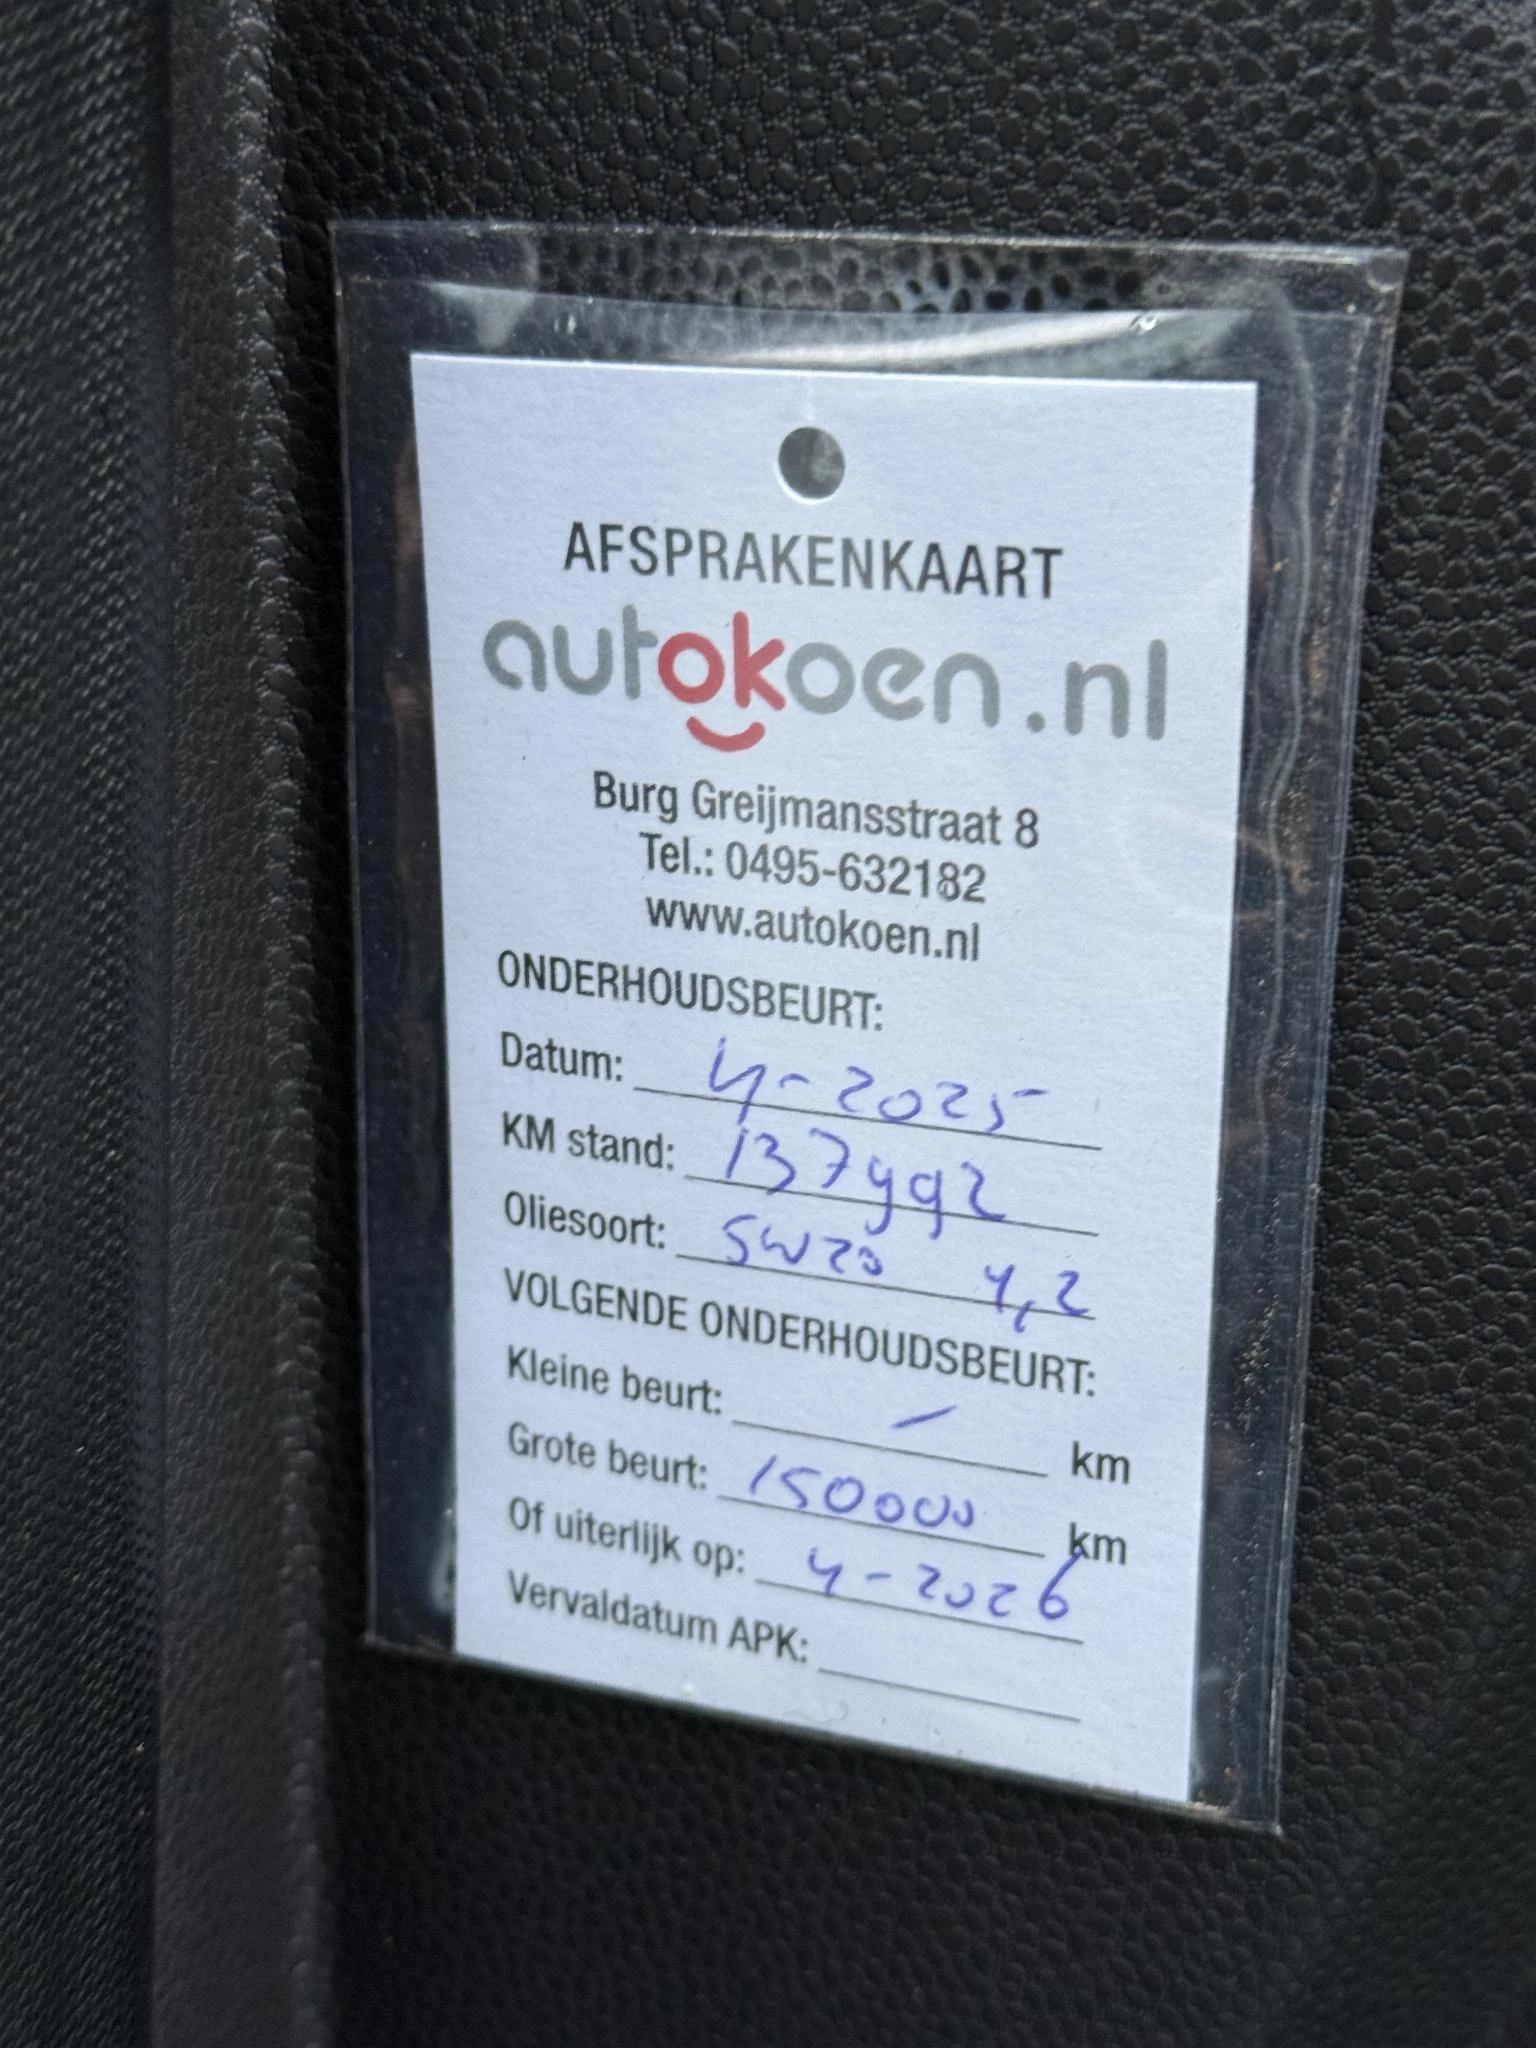 AFSPRAKENKAART
autokoen.nl
Burg Greijmansstraat 8
Tel.: 0495-632182
www.autokoen.nl
ONDERHOUDSBEURT:
Datum: 4-2025
KM stand: 137992
Oliesoort: 5W20 4,2
VOLGENDE ONDERHOUDSBEURT:
Kleine beurt: - km
Grote beurt: 150000 km
Of uiterlijk op: 4-2026
Vervaldatum APK: